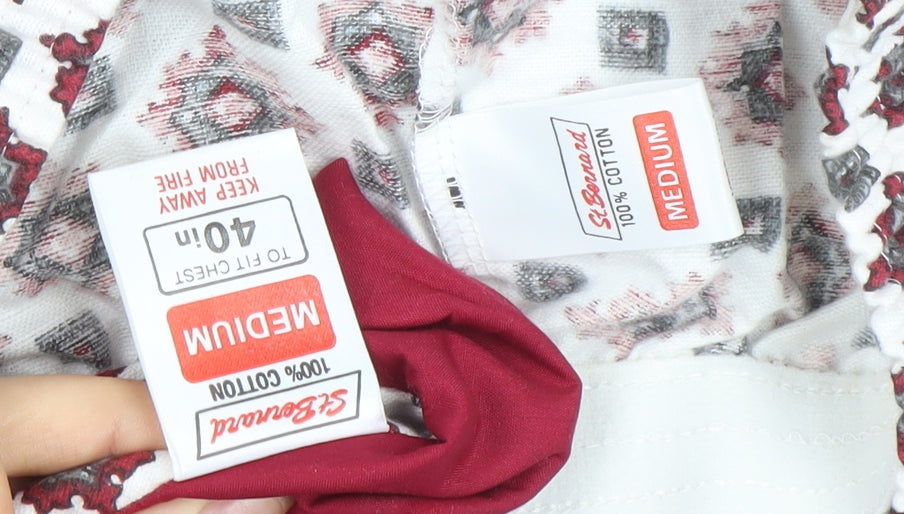 St.Bernard
100% COTTON
MEDIUM
TO FIT CHEST
40in
KEEP AWAY
FROM FIRE
St.Bernard
100% COTTON
MEDIUM